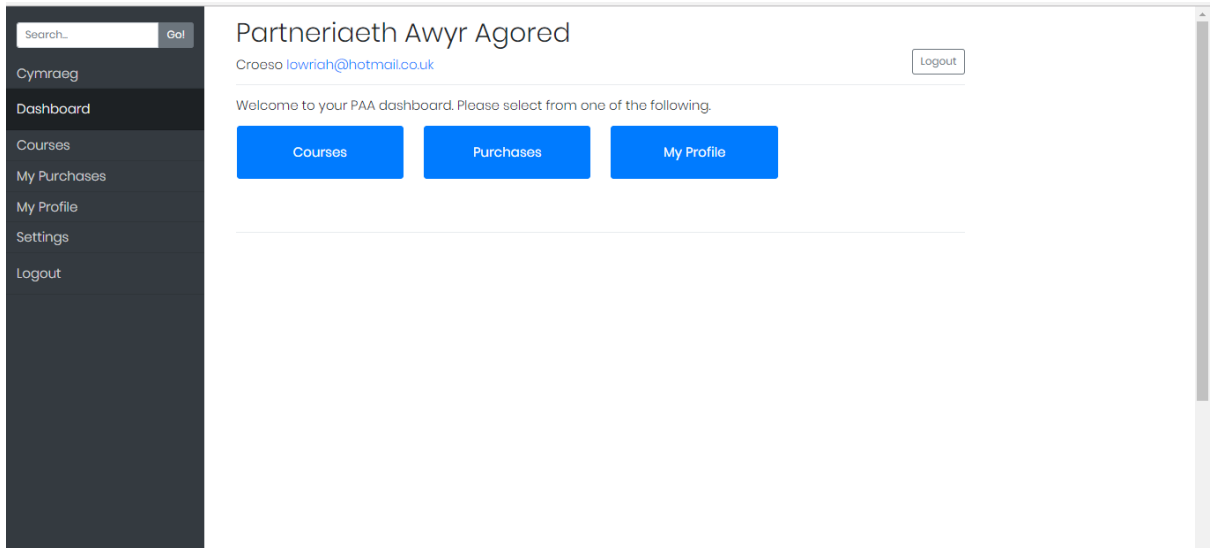 Search...
Go!
Cymraeg
Dashboard
Courses
My Purchases
My Profile
Settings
Logout
Partneriaeth Awyr Agored
Croeso lowriah@hotmail.co.uk
Logout
Welcome to your PAA dashboard. Please select from one of the following.
Courses
Purchases
My Profile